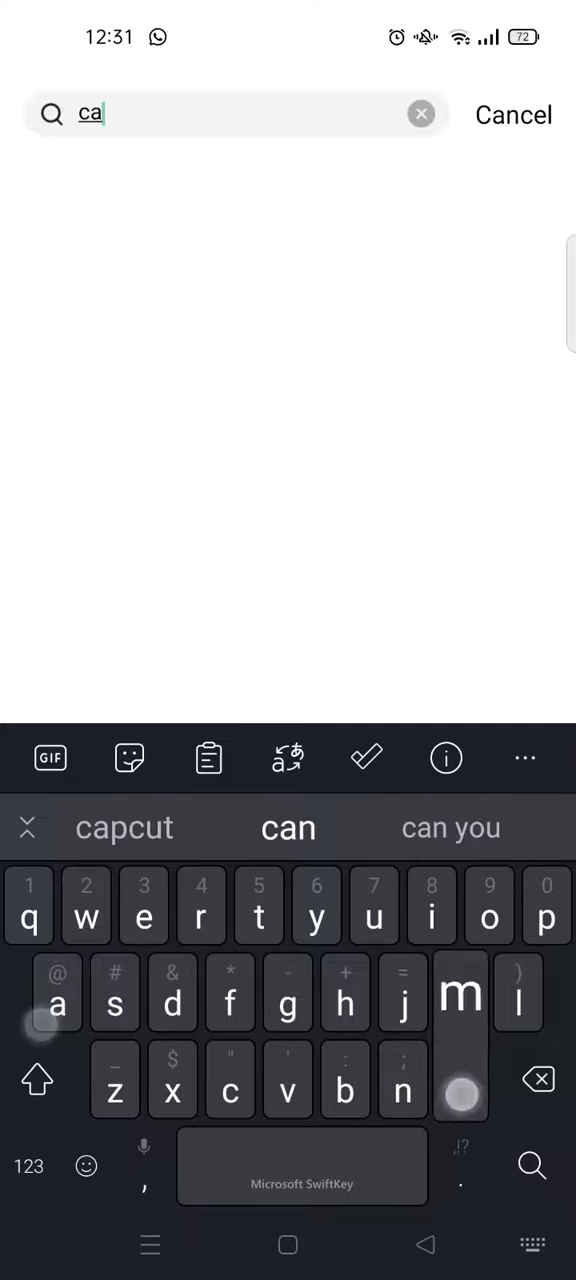 12:31 72
ca Cancel
GIF
capcut can can you
1 2 3 4 5 6 7 8 9 0
q w e r t y u i o p
@ # & * - + = )
a s d f g h j m l
_ $ " ' : ;
z x c v b n
123 , Microsoft SwiftKey ,!? .